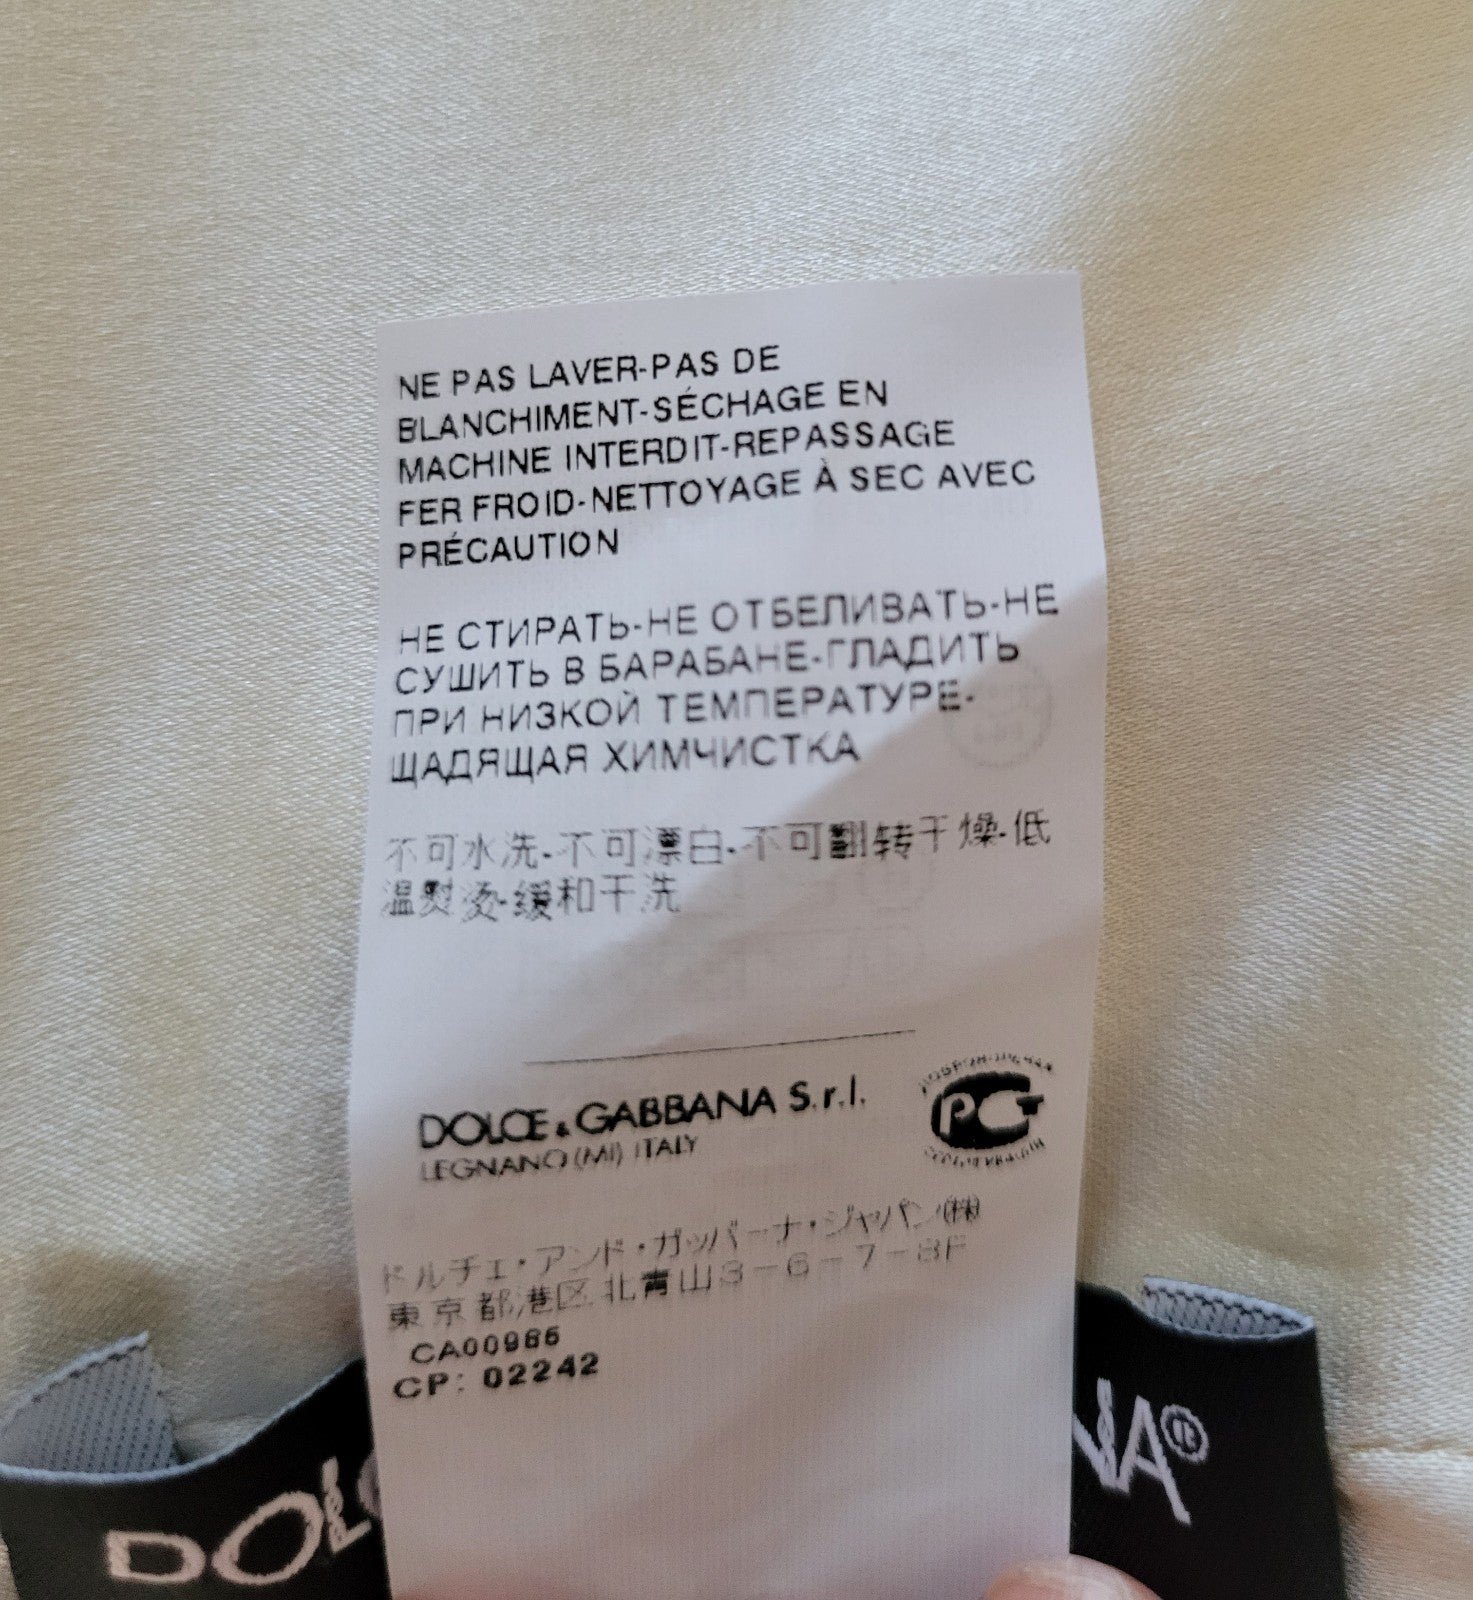 NE PAS LAVER-PAS DE
BLANCHIMENT-SÉCHAGE EN
MACHINE INTERDIT-REPASSAGE
FER FROID-NETTOYAGE À SEC AVEC
PRÉCAUTION
НЕ СТИРАТЬ-НЕ ОТБЕЛИВАТЬ-НЕ
СУШИТЬ В БАРАБАНЕ-ГЛАДИТЬ
ПРИ НИЗКОЙ ТЕМПЕРАТУРЕ-
ЩАДЯЩАЯ ХИМЧИСТКА
不可水洗-不可漂白-不可翻转干燥-低
温熨烫-缓和干洗
DOLCE & GABBANA S.r.l.
LEGNANO (MI) ITALY
РСТ
ドルチェ・アンド・ガッバーナ・ジャパン(株)
東京都港区北青山3-6-7-8F
CA00986
CP: 02242
DOL
NA®